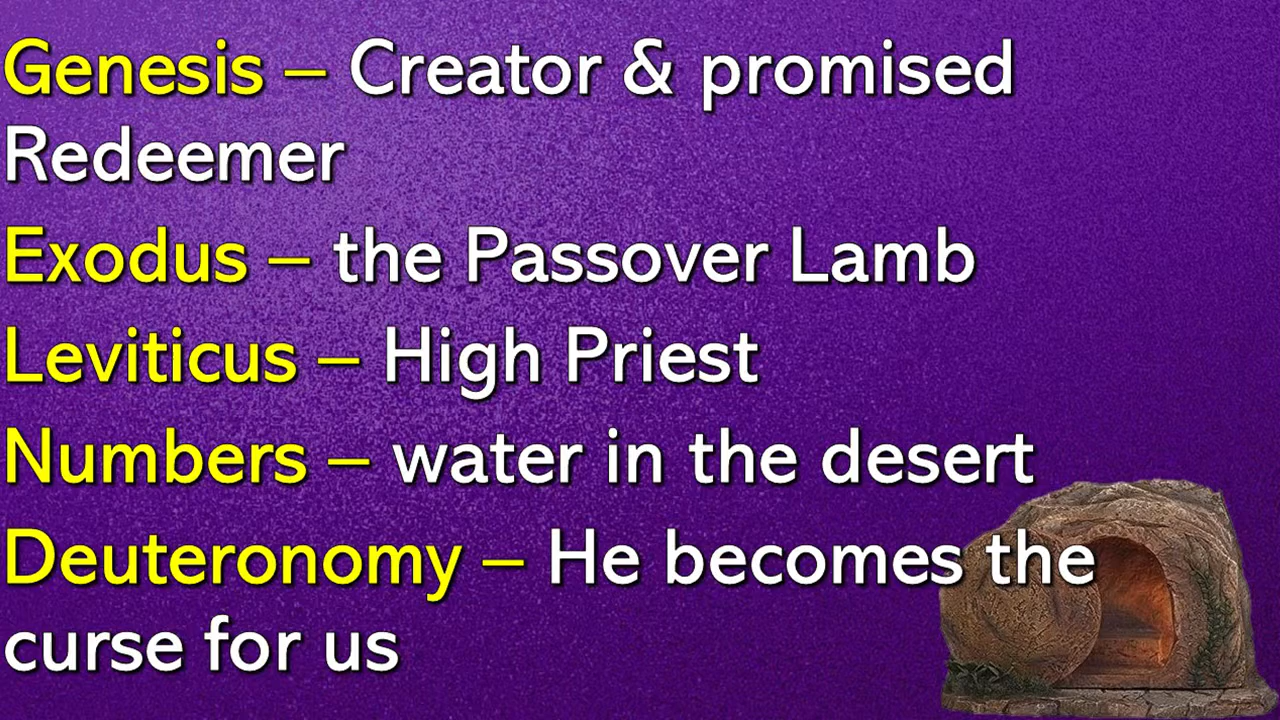 Genesis – Creator & promised
Redeemer
Exodus – the Passover Lamb
Leviticus – High Priest
Numbers – water in the desert
Deuteronomy – He becomes the
curse for us